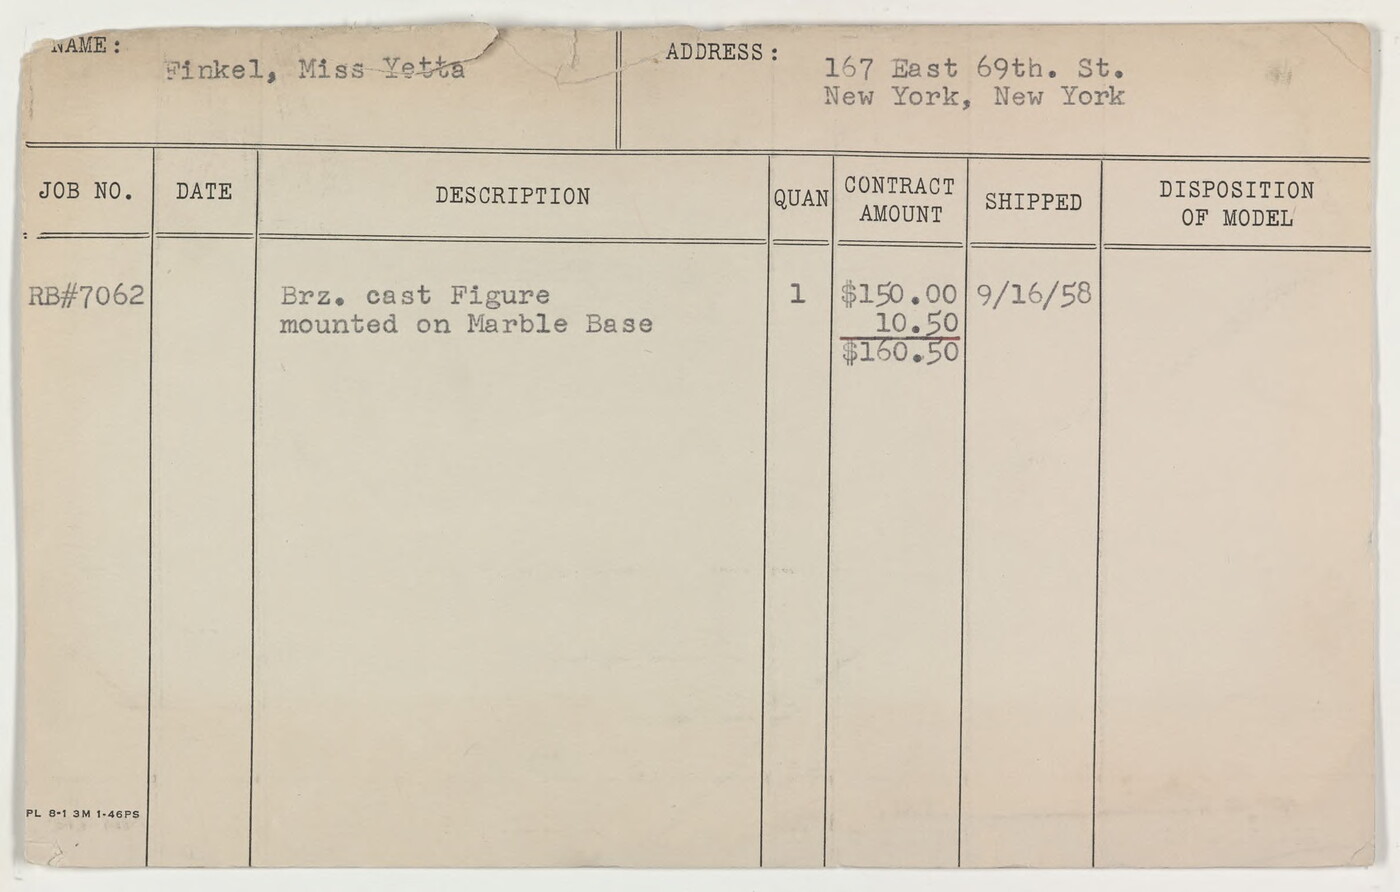 NAME:
Finkel, Miss Yetta
ADDRESS:
167 East 69th. St.
New York, New York
JOB NO.
DATE
DESCRIPTION
QUAN
CONTRACT
AMOUNT
SHIPPED
DISPOSITION
OF MODEL
RB#7062
Brz. cast Figure
mounted on Marble Base
1
$150.00
10.50
$160.50
9/16/58
PL 8-1 3M 1-46PS